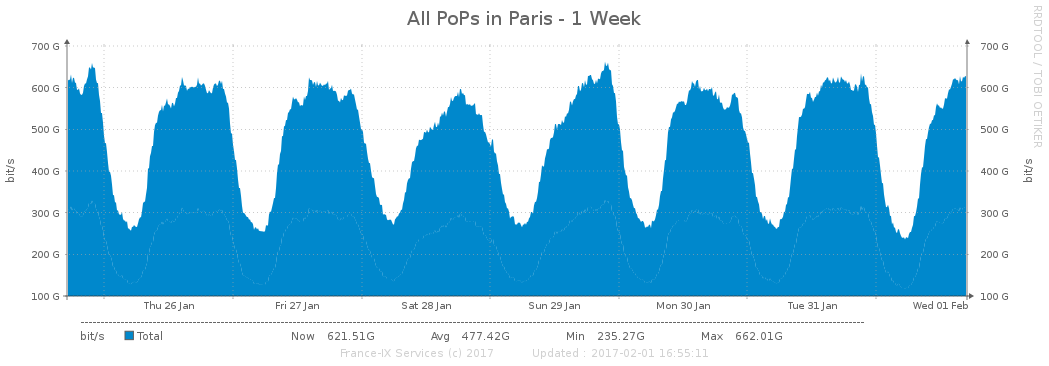 All PoPs in Paris - 1 Week
RRDTOOL / TOBI OETIKER
bit/s
bit/s
700 G
600 G
500 G
400 G
300 G
200 G
100 G
700 G
600 G
500 G
400 G
300 G
200 G
100 G
Thu 26 Jan Fri 27 Jan Sat 28 Jan Sun 29 Jan Mon 30 Jan Tue 31 Jan Wed 01 Feb
bit/s Total Now 621.51G Avg 477.42G Min 235.27G Max 662.01G
France-IX Services (c) 2017 Updated : 2017-02-01 16:55:11